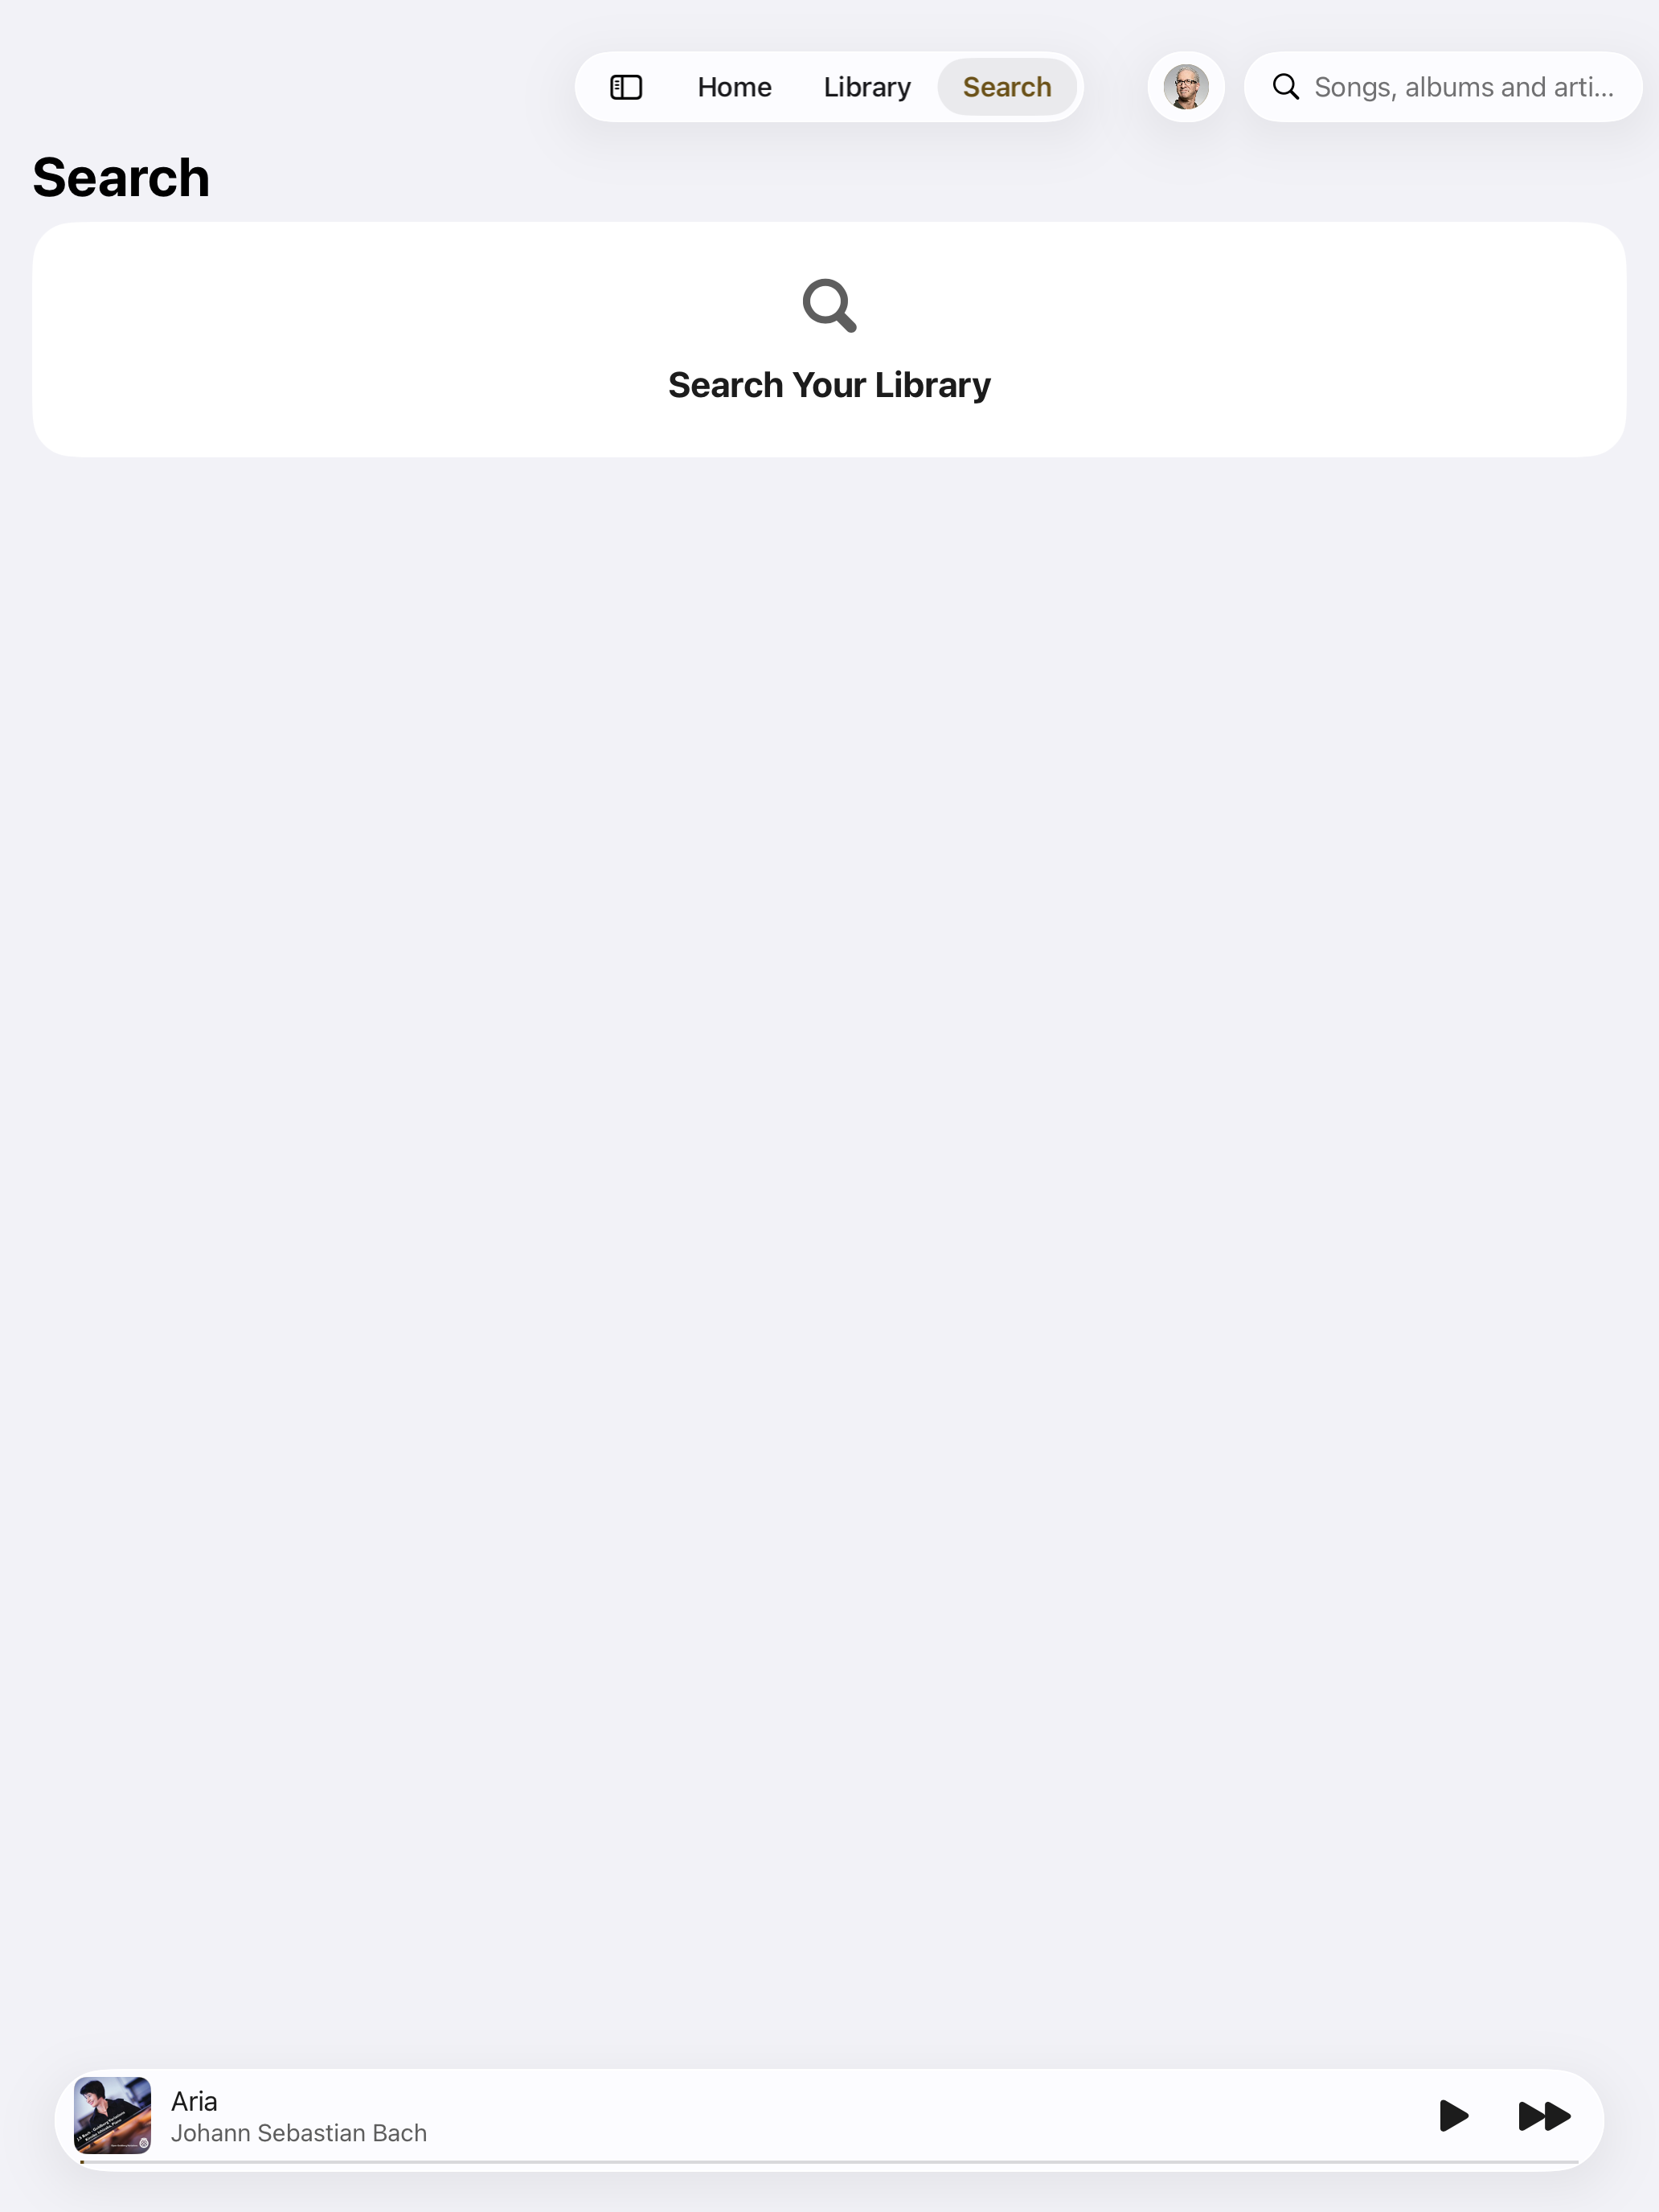 Home
Library
Search
Songs, albums and arti...
Search
Search Your Library
Aria
Johann Sebastian Bach